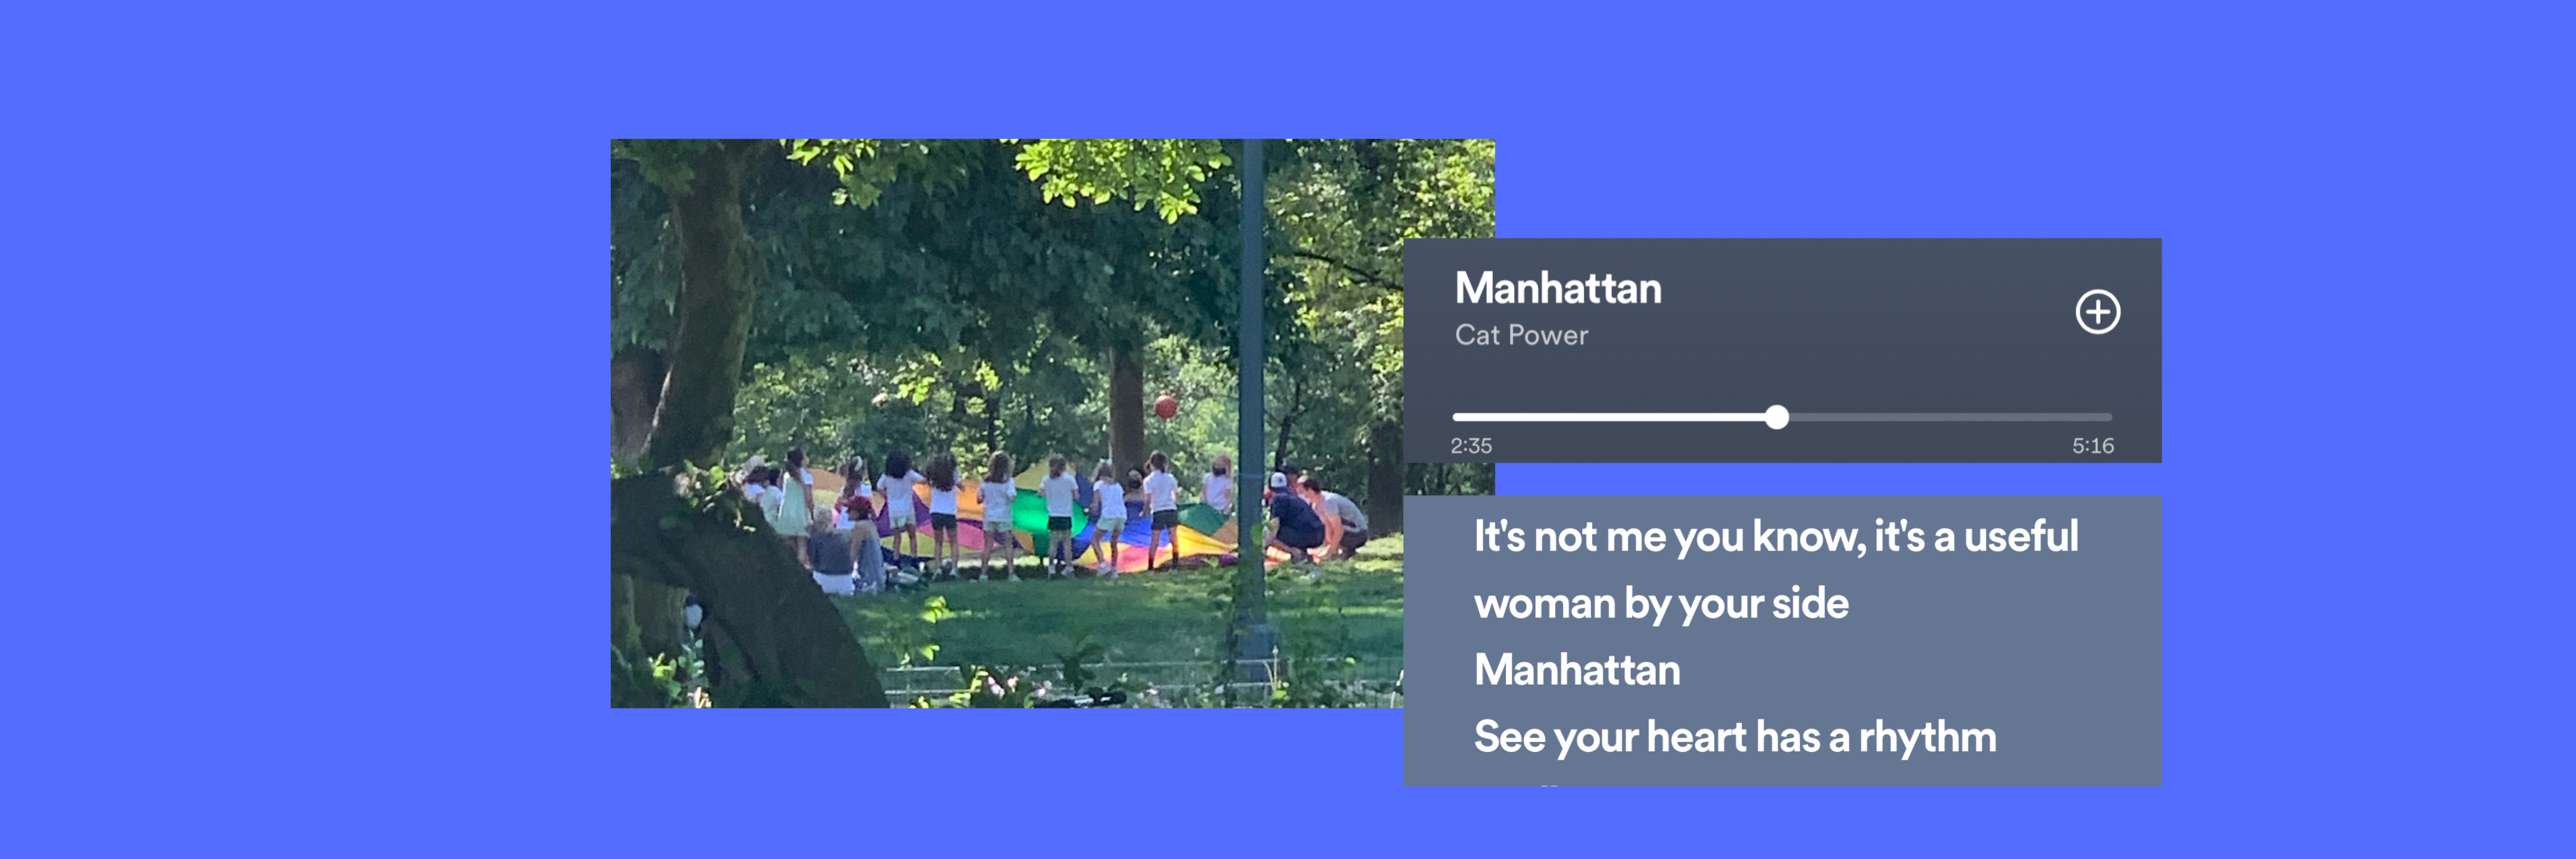 Manhattan
Cat Power
2:35
5:16
It's not me you know, it's a useful
woman by your side
Manhattan
See your heart has a rhythm